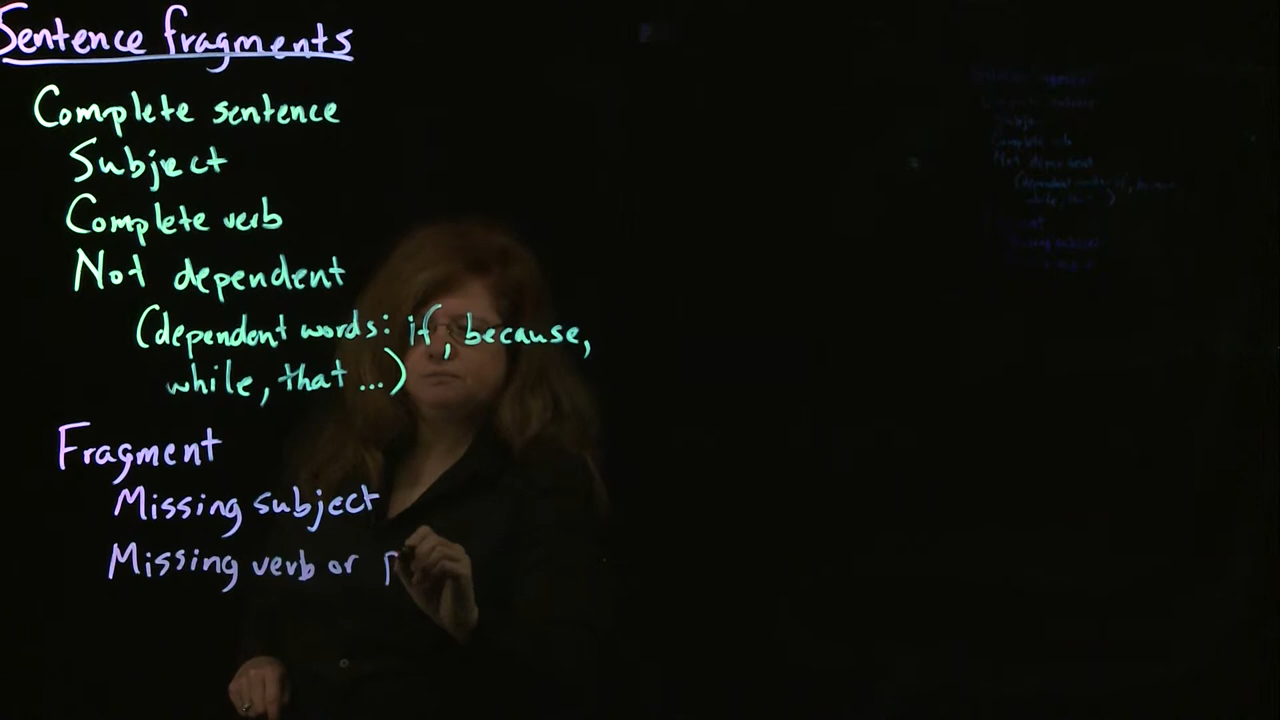 Sentence fragments
Complete sentence
Subject
Complete verb
Not dependent
(dependent words: if, because,
while, that ...)
Fragment
Missing subject
Missing verb or